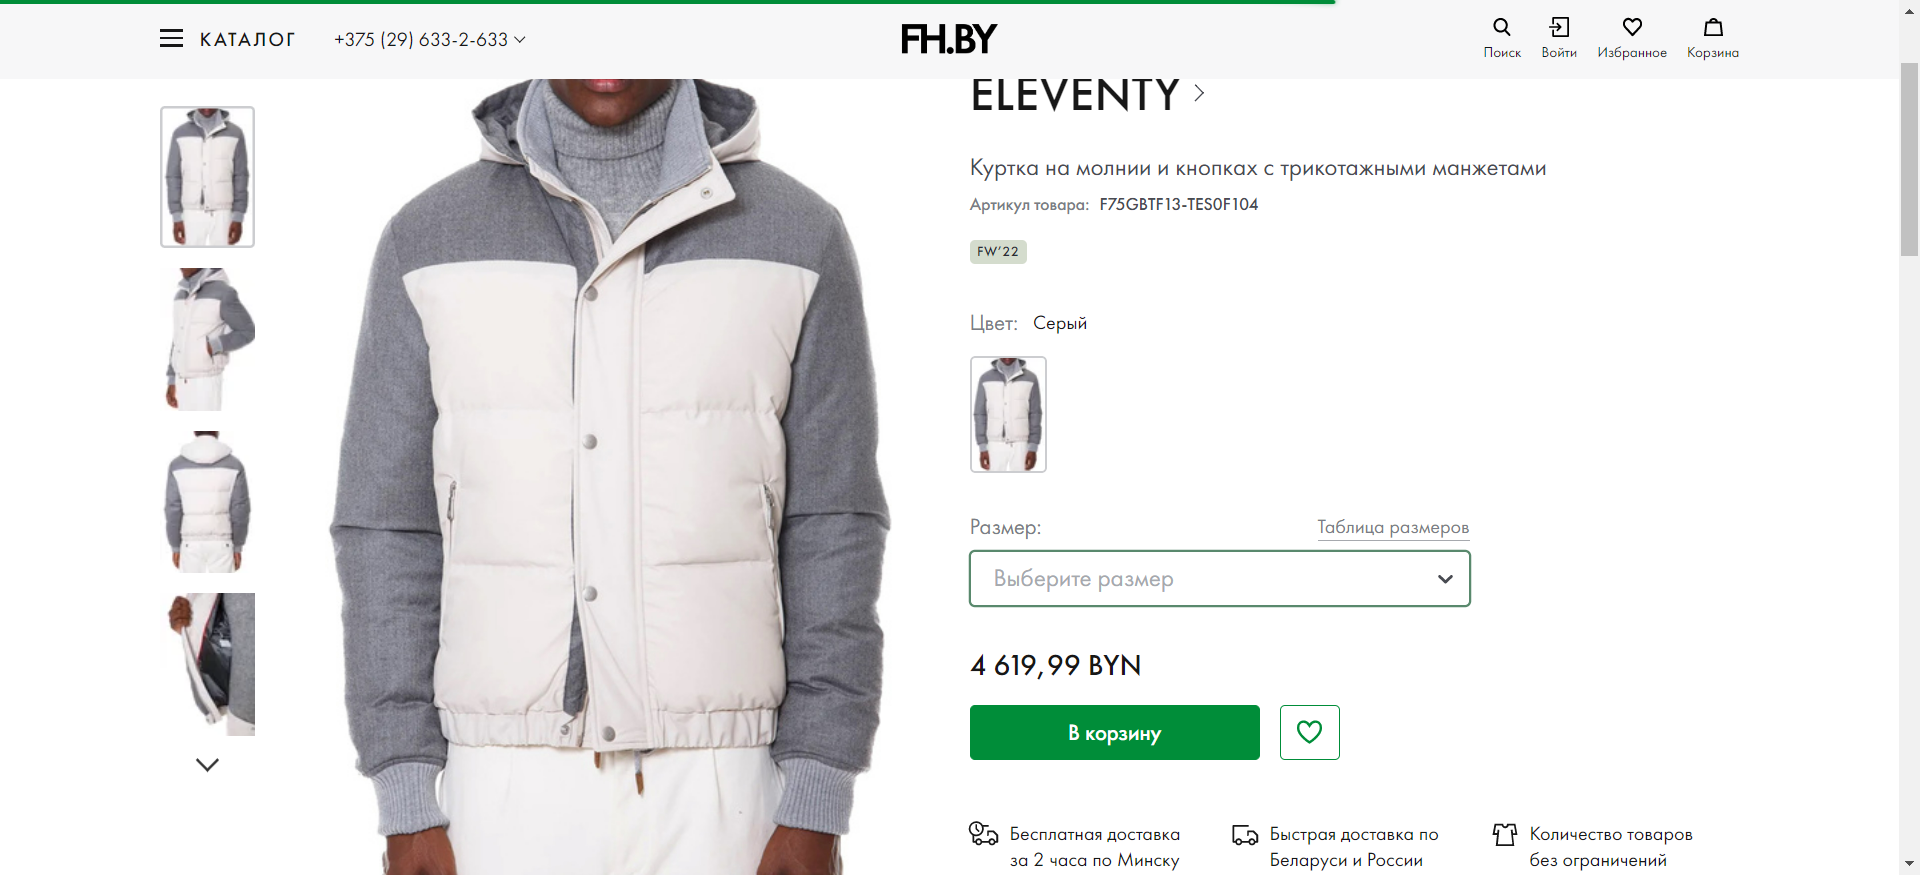 КАТАЛОГ
+375 (29) 633-2-633
FH.BY
Поиск
Войти
Избранное
Корзина
ELEVENTY
Куртка на молнии и кнопках с трикотажными манжетами
Артикул товара: F75GBTF13-TES0F104
FW’22
Цвет: Серый
Размер:
Таблица размеров
Выберите размер
4 619,99 BYN
В корзину
Бесплатная доставка
за 2 часа по Минску
Быстрая доставка по
Беларуси и России
Количество товаров
без ограничений